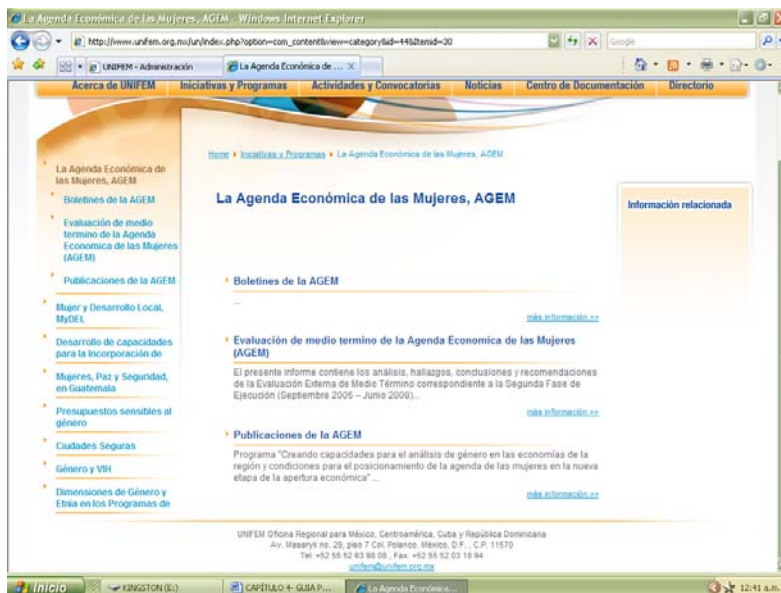 La Agenda Económica de las Mujeres, AGEM - Windows Internet Explorer
http://www.unifem.org.mx/un/index.php?option=com_content&view=category&id=44&Itemid=30
Google
UNIFEM - Administración
La Agenda Económica de ...
Acerca de UNIFEM
Iniciativas y Programas
Actividades y Convocatorias
Noticias
Centro de Documentación
Directorio
Home
Iniciativas y Programas
La Agenda Económica de las Mujeres, AGEM
La Agenda Económica de
las Mujeres, AGEM
Boletines de la AGEM
Evaluación de medio
termino de la Agenda
Economica de las Mujeres
(AGEM)
Publicaciones de la AGEM
Mujer y Desarrollo Local,
MyDEL
Desarrollo de capacidades
para la Incorporación de
Mujeres, Paz y Seguridad,
en Guatemala
Presupuestos sensibles al
género
Ciudades Seguras
Género y VIH
Dimensiones de Género y
Etnia en los Programas de
La Agenda Económica de las Mujeres, AGEM
Boletines de la AGEM
...
más información >>
Evaluación de medio termino de la Agenda Economica de las Mujeres
(AGEM)
El presente informe contiene los análisis, hallazgos, conclusiones y recomendaciones
de la Evaluación Externa de Medio Término correspondiente a la Segunda Fase de
Ejecución (Septiembre 2006 – Junio 2008)...
más información >>
Publicaciones de la AGEM
Programa "Creando capacidades para el análisis de género en las economías de la
región y condiciones para el posicionamiento de la agenda de las mujeres en la nueva
etapa de la apertura económica" ...
más información >>
Información relacionada
UNIFEM Oficina Regional para México, Centroamérica, Cuba y República Dominicana
Av. Masaryk no. 29, piso 7 Col. Polanco, México, D.F. , C.P. 11570
Tel: +52 55 52 63 98 08 , Fax: +52 55 52 03 18 94
unifem@unifem.org.mx
Inicio
KINGSTON (E:)
CAPÍTULO 4- GUIA P...
La Agenda Económica...
12:41 a.m.